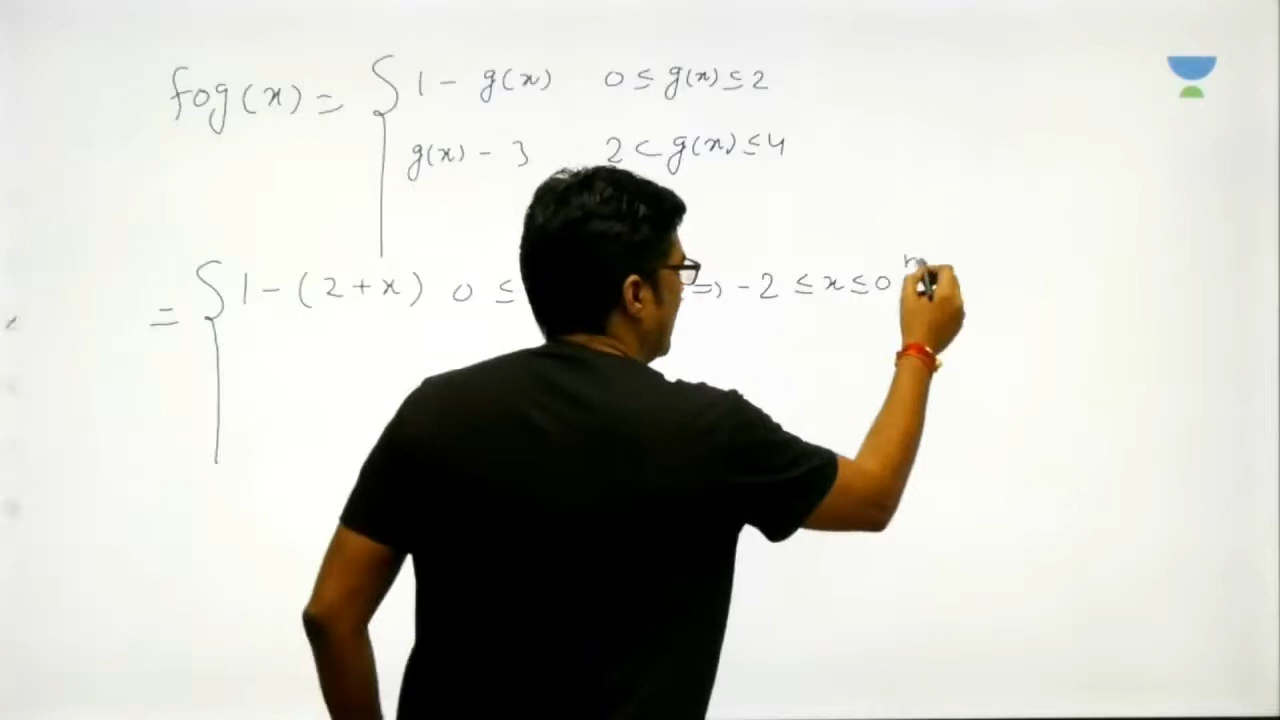 fog(x) = { 1 - g(x) 0 ≤ g(x) ≤ 2
g(x) - 3 2 < g(x) ≤ 4
= { 1 - (2 + x) 0 ≤ ⇒ -2 ≤ x ≤ 0